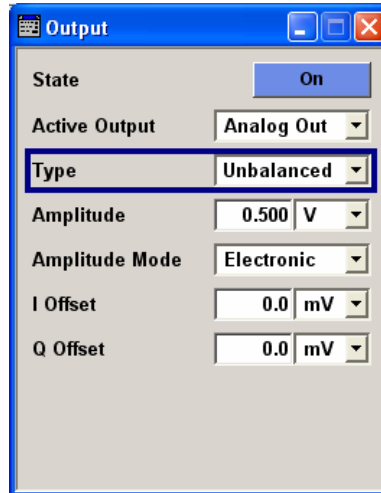 Output
State On
Active Output Analog Out
Type Unbalanced
Amplitude 0.500 V
Amplitude Mode Electronic
I Offset 0.0 mV
Q Offset 0.0 mV